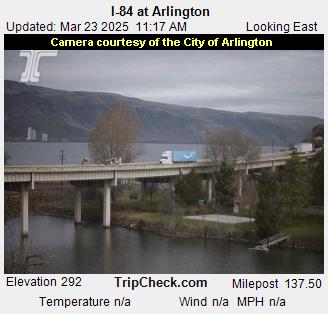 I-84 at Arlington
Updated: Mar 23 2025 11:17 AM Looking East
Camera courtesy of the City of Arlington
Elevation 292 TripCheck.com Milepost 137.50
Temperature n/a Wind n/a MPH n/a